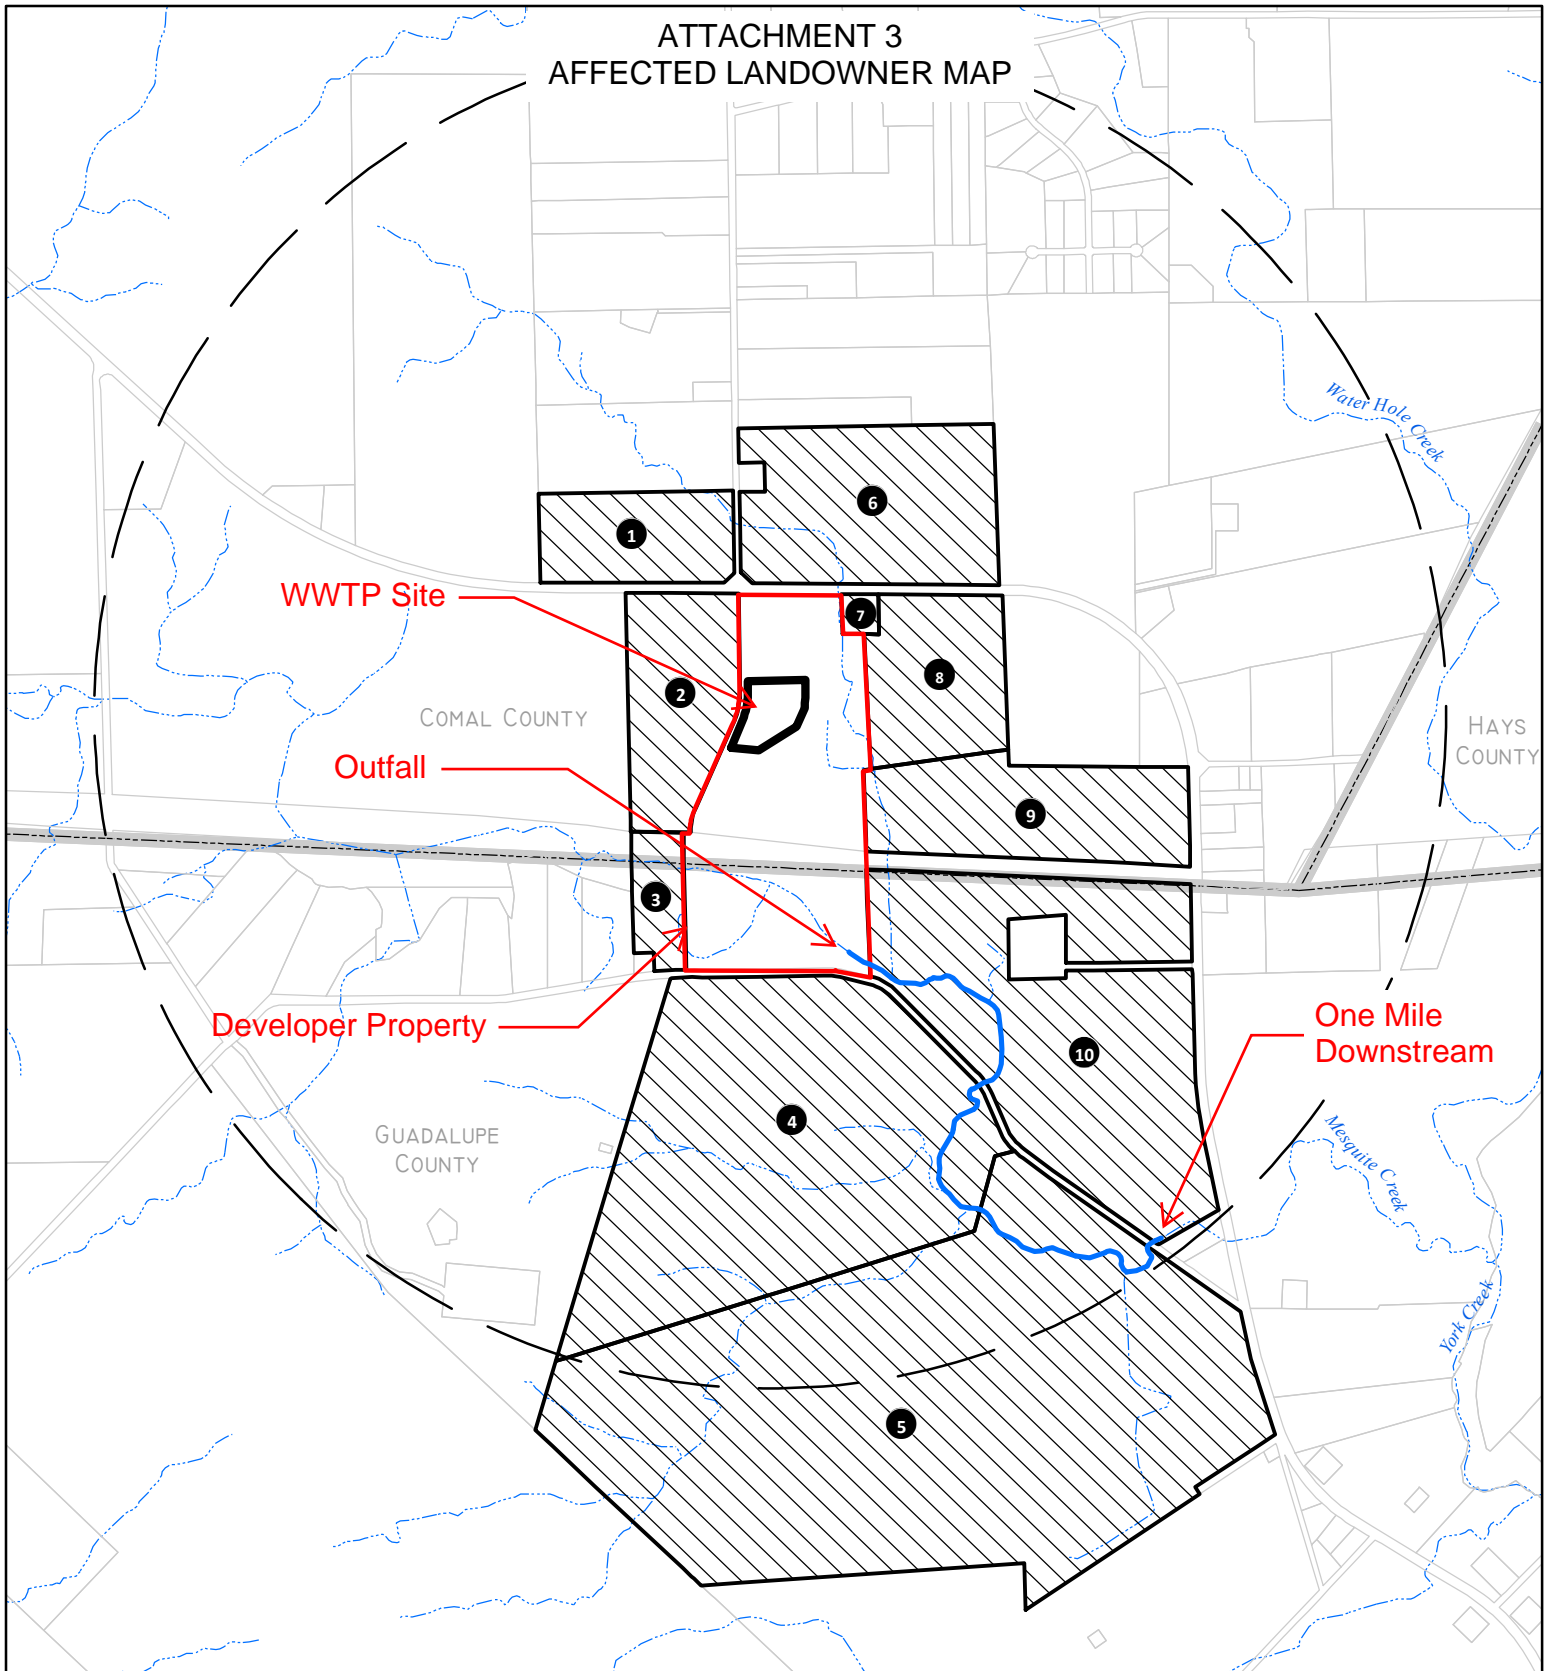 ATTACHMENT 3
AFFECTED LANDOWNER MAP
Water Hole Creek
6
1
WWTP Site
7
8
2
COMAL COUNTY
HAYS
COUNTY
Outfall
9
3
Developer Property
One Mile
Downstream
10
4
GUADALUPE
COUNTY
Mesquite Creek
York Creek
5